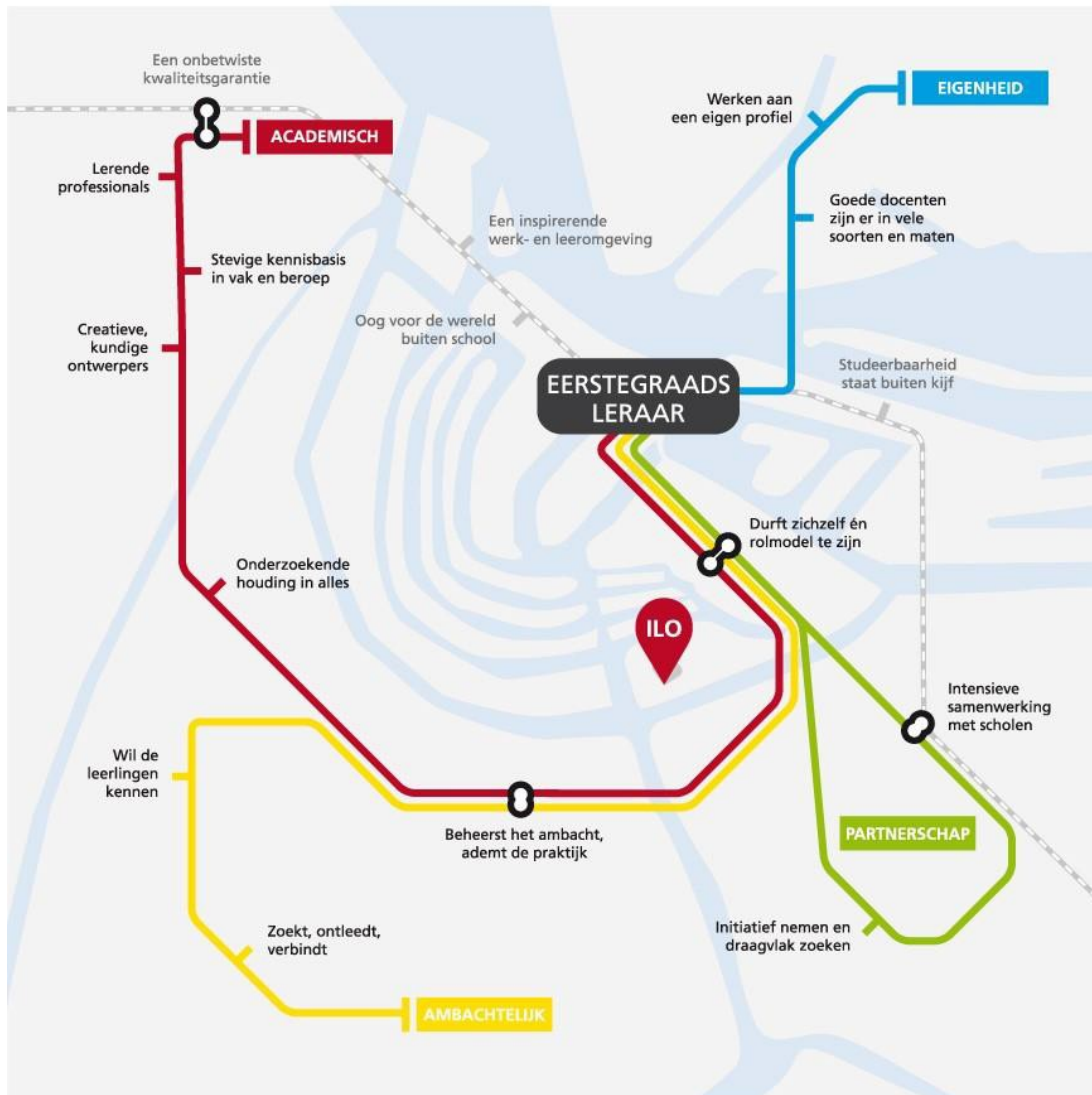 Een onbetwiste
kwaliteitsgarantie
ACADEMISCH
Lerende
professionals
Stevige kennisbasis
in vak en beroep
Creatieve,
kundige
ontwerpers
Een inspirerende
werk- en leeromgeving
Oog voor de wereld
buiten school
EIGENHEID
Werken aan
een eigen profiel
Goede docenten
zijn er in vele
soorten en maten
EERSTEGRAADS
LERAAR
Studeerbaarheid
staat buiten kijf
Durft zichzelf én
rolmodel te zijn
Onderzoekende
houding in alles
ILO
Intensieve
samenwerking
met scholen
Wil de
leerlingen
kennen
Beheerst het ambacht,
ademt de praktijk
PARTNERSCHAP
Initiatief nemen en
draagvlak zoeken
Zoekt, ontleedt,
verbindt
AMBACHTELIJK